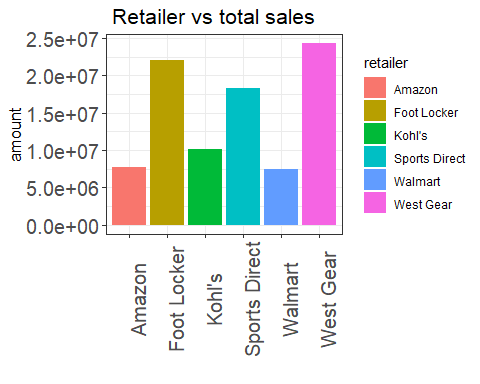 Retailer vs total sales
amount
2.5e+07
2.0e+07
1.5e+07
1.0e+07
5.0e+06
0.0e+00
Amazon
Foot Locker
Kohl's
Sports Direct
Walmart
West Gear
retailer
Amazon
Foot Locker
Kohl's
Sports Direct
Walmart
West Gear